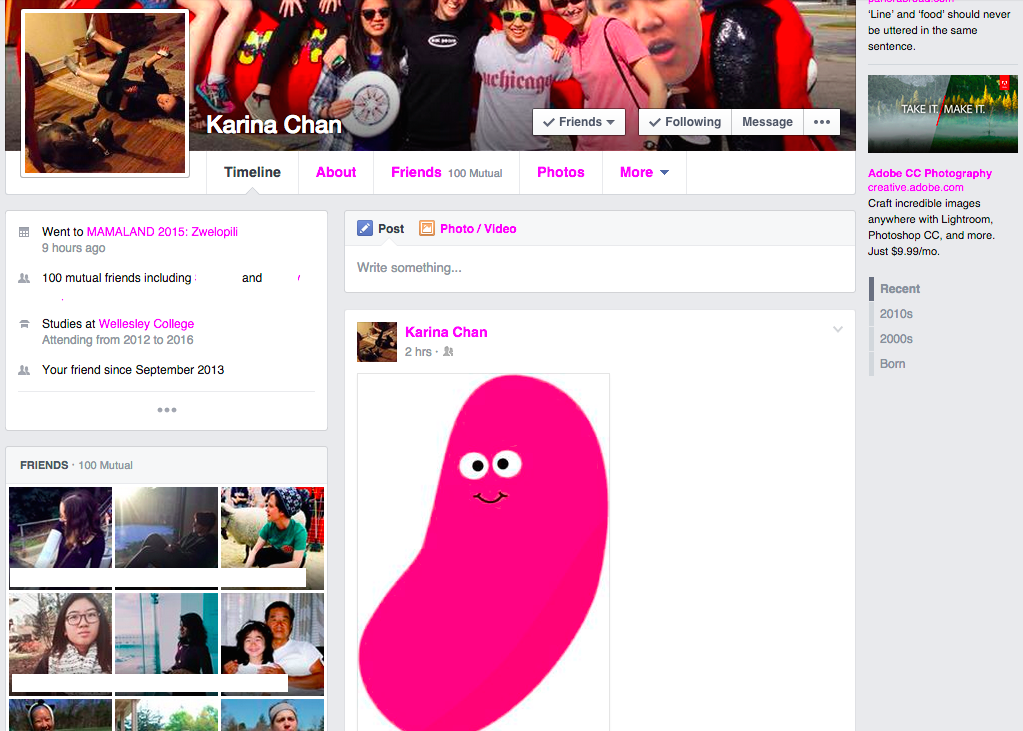 panorabread.com
'Line' and 'food' should never
be uttered in the same
sentence.
uchicago
TAKE IT. MAKE IT.
Karina Chan
Friends
Following
Message
Timeline
About
Friends 100 Mutual
Photos
More
Adobe CC Photography
creative.adobe.com
Craft incredible images
anywhere with Lightroom,
Photoshop CC, and more.
Just $9.99/mo.
Went to MAMALAND 2015: Zwelopili
9 hours ago
100 mutual friends including
and
Studies at Wellesley College
Attending from 2012 to 2016
Your friend since September 2013
Post
Photo / Video
Write something...
Karina Chan
2 hrs ·
Recent
2010s
2000s
Born
FRIENDS · 100 Mutual